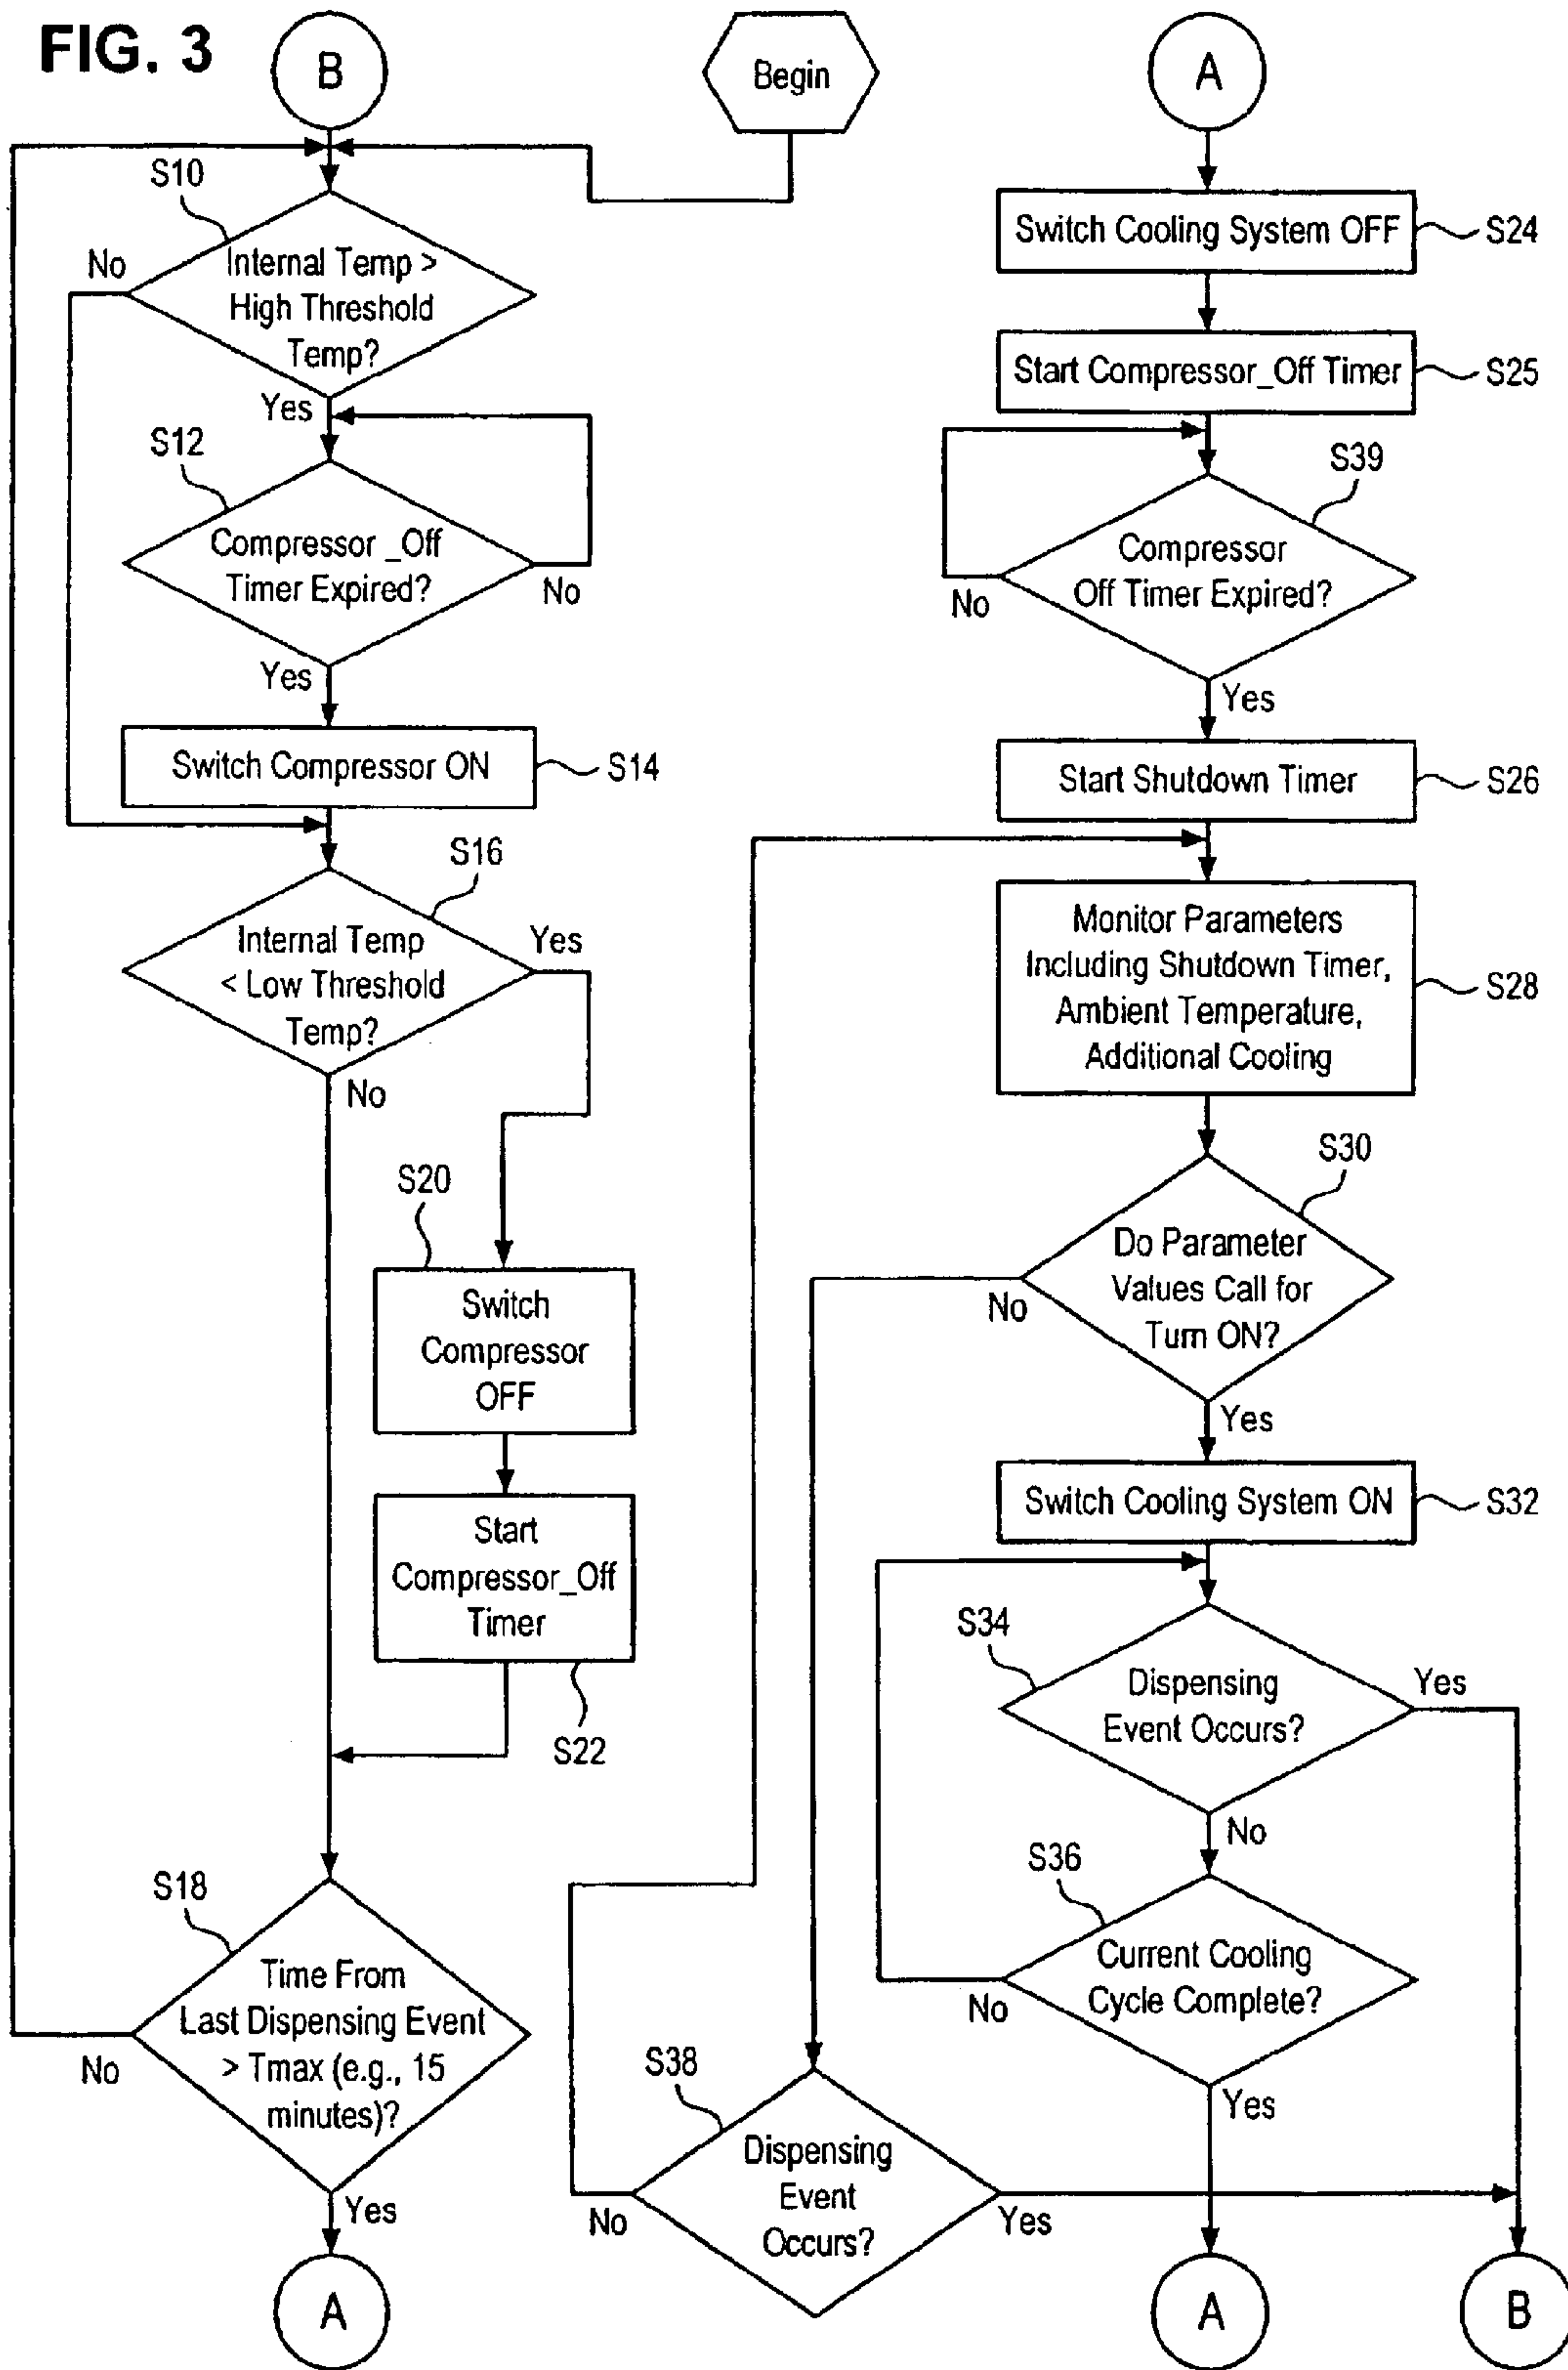 FIG. 3
B
Begin
S10
Internal Temp >
High Threshold
Temp?
No
Yes
S12
Compressor _Off
Timer Expired?
No
Yes
Switch Compressor ON
S14
S16
Internal Temp
< Low Threshold
Temp?
Yes
No
S20
Switch
Compressor
OFF
Start
Compressor_Off
Timer
S22
S18
Time From
Last Dispensing Event
> Tmax (e.g., 15
minutes)?
No
Yes
A
A
Switch Cooling System OFF
S24
Start Compressor_Off Timer
S25
S39
Compressor
Off Timer Expired?
No
Yes
Start Shutdown Timer
S26
Monitor Parameters
Including Shutdown Timer,
Ambient Temperature,
Additional Cooling
S28
S30
Do Parameter
Values Call for
Turn ON?
No
Yes
Switch Cooling System ON
S32
S34
Dispensing
Event Occurs?
Yes
No
S36
Current Cooling
Cycle Complete?
No
Yes
S38
Dispensing
Event
Occurs?
No
Yes
A
B